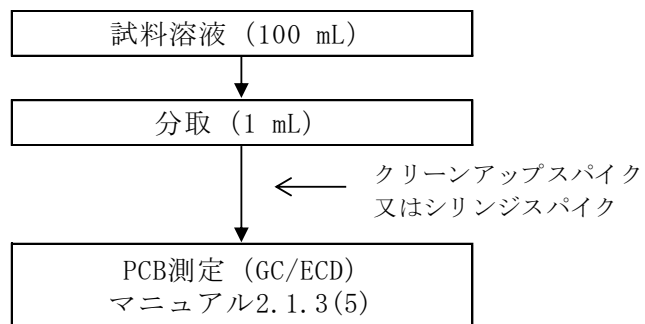 試料溶液 (100 mL)
分取 (1 mL)
クリーンアップスパイク
又はシリンジスパイク
PCB測定 (GC/ECD)
マニュアル2.1.3(5)